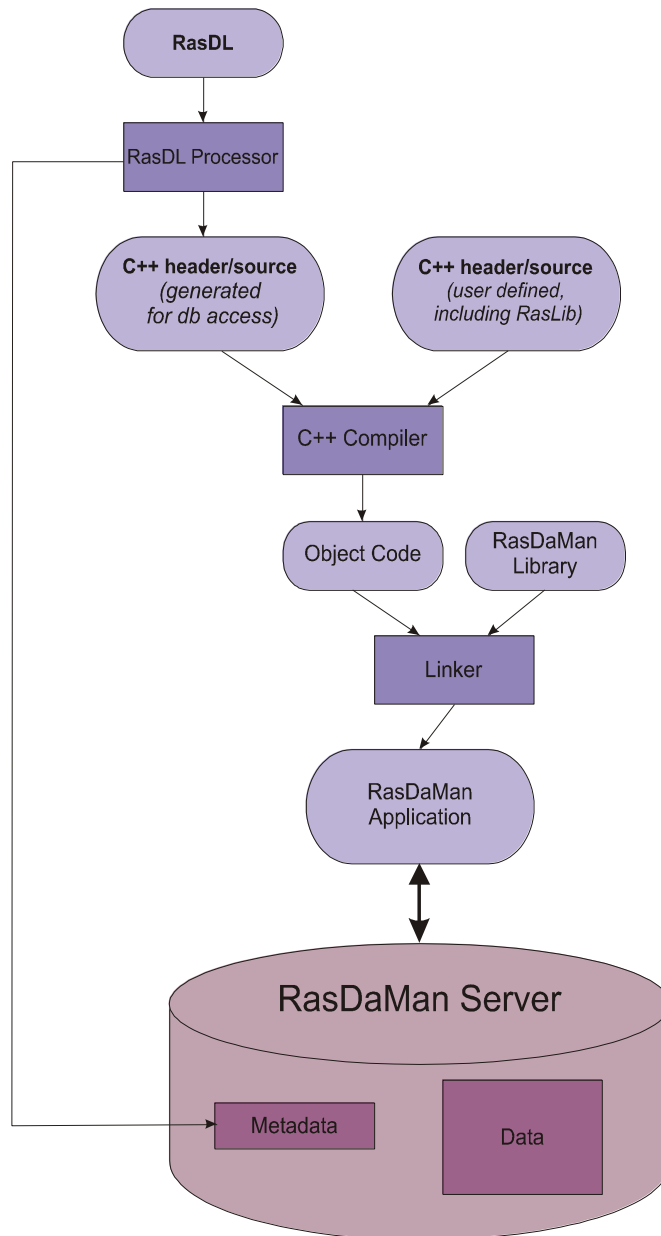 RasDL
RasDL Processor
C++ header/source
(generated
for db access)
C++ header/source
(user defined,
including RasLib)
C++ Compiler
Object Code
RasDaMan
Library
Linker
RasDaMan
Application
RasDaMan Server
Metadata
Data